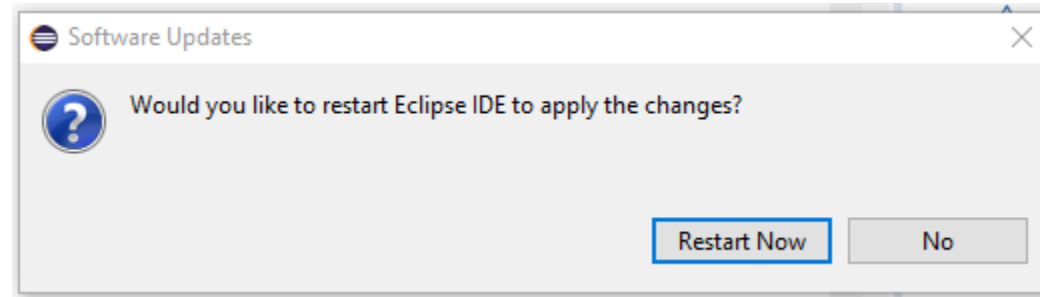 Software Updates
Would you like to restart Eclipse IDE to apply the changes?
Restart Now
No